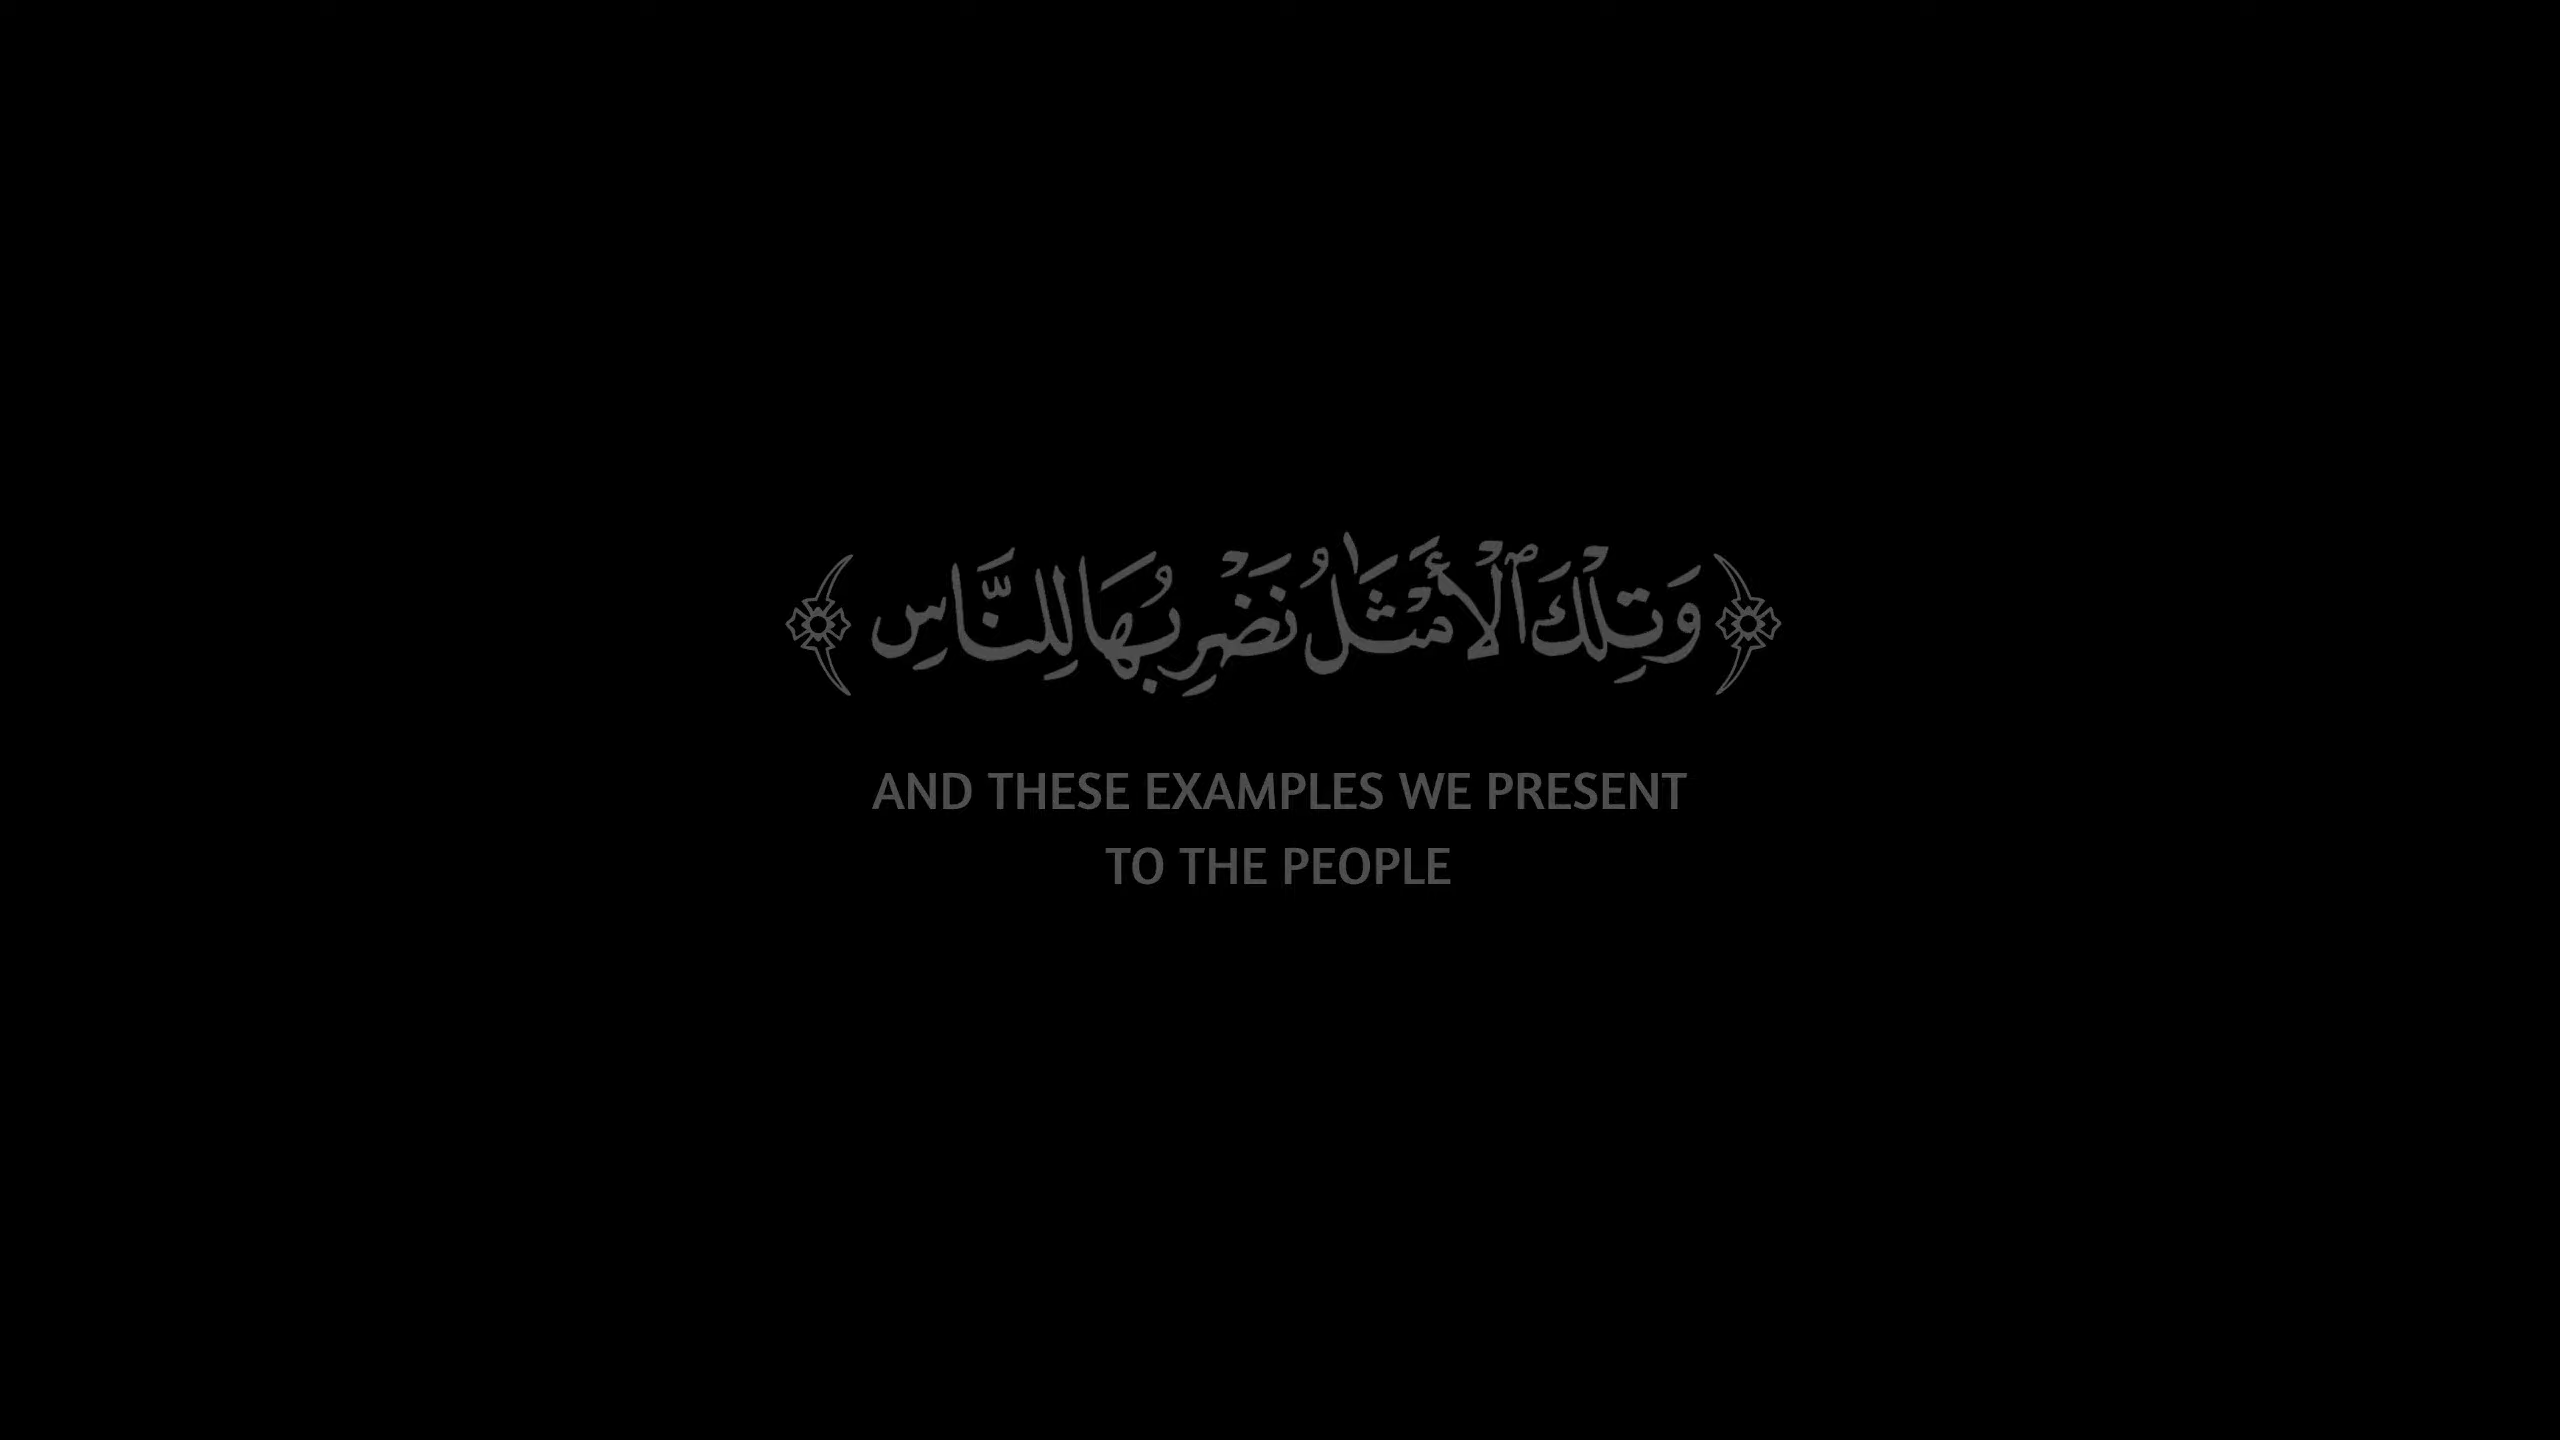 ﴿وَتِلْكَ ٱلْأَمْثَـٰلُ نَضْرِبُهَا لِلنَّاسِ﴾
AND THESE EXAMPLES WE PRESENT
TO THE PEOPLE